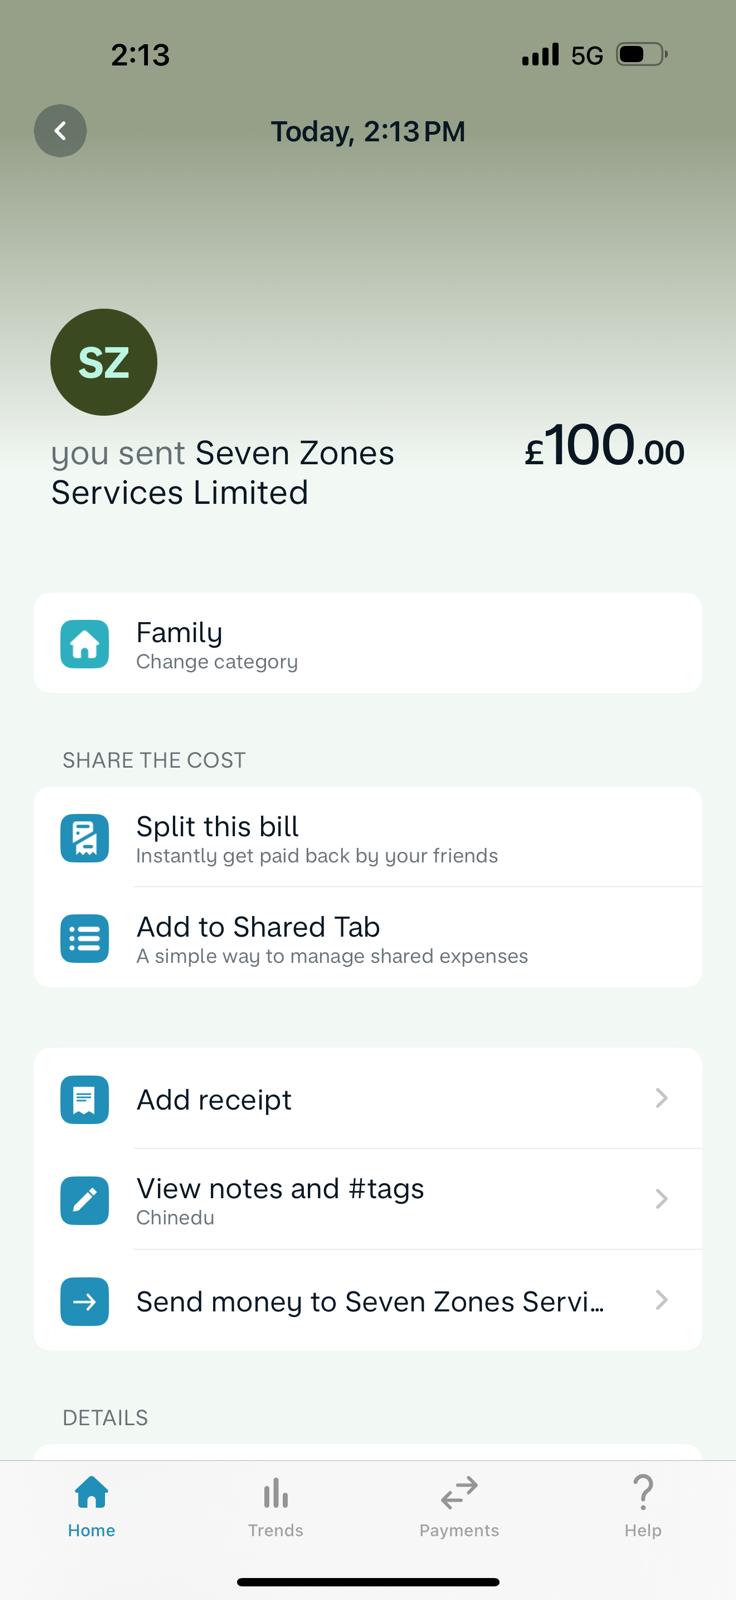 2:13
5G
Today, 2:13 PM
SZ
you sent Seven Zones
Services Limited
£100.00
Family
Change category
SHARE THE COST
Split this bill
Instantly get paid back by your friends
Add to Shared Tab
A simple way to manage shared expenses
Add receipt
View notes and #tags
Chinedu
Send money to Seven Zones Servi...
DETAILS
Home
Trends
Payments
Help